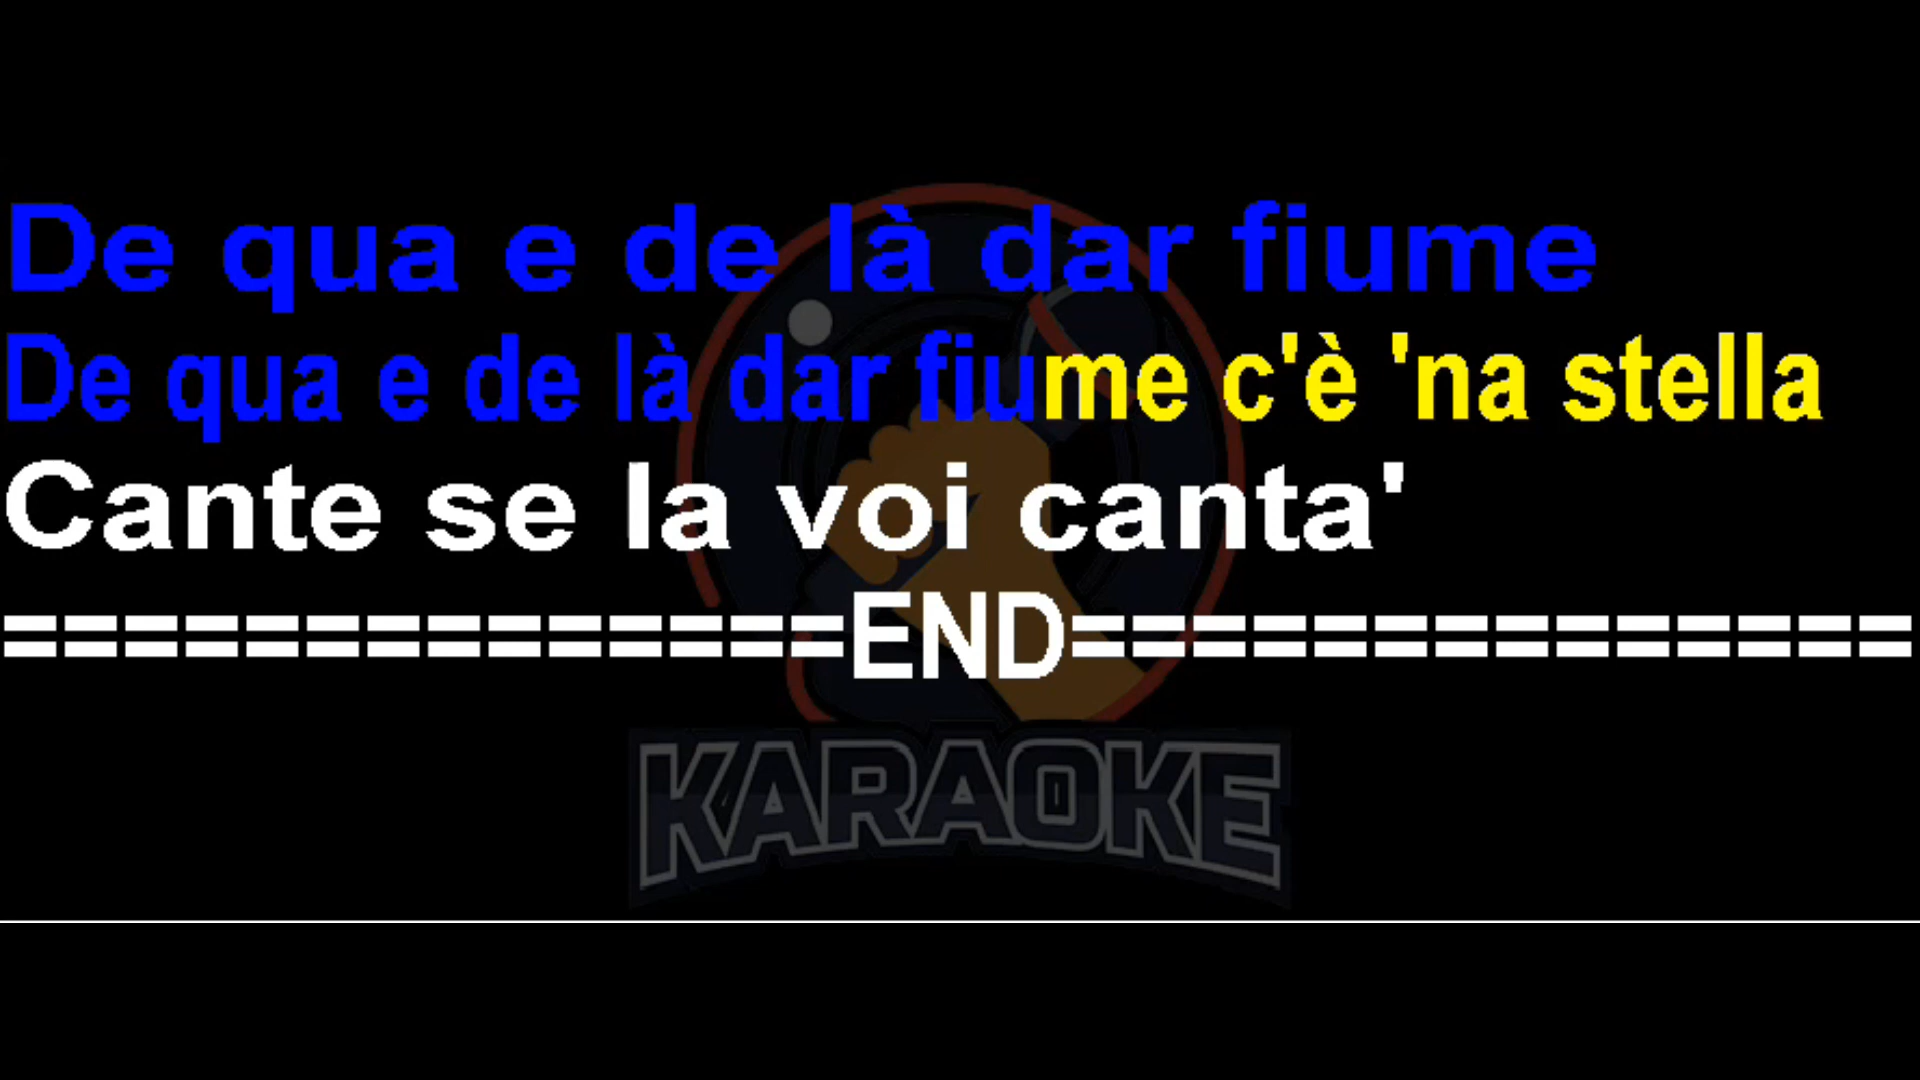 De qua e de là dar fiume
De qua e de là dar fiume c'è 'na stella
Cante se la voi canta'
==============END==============
KARAOKE